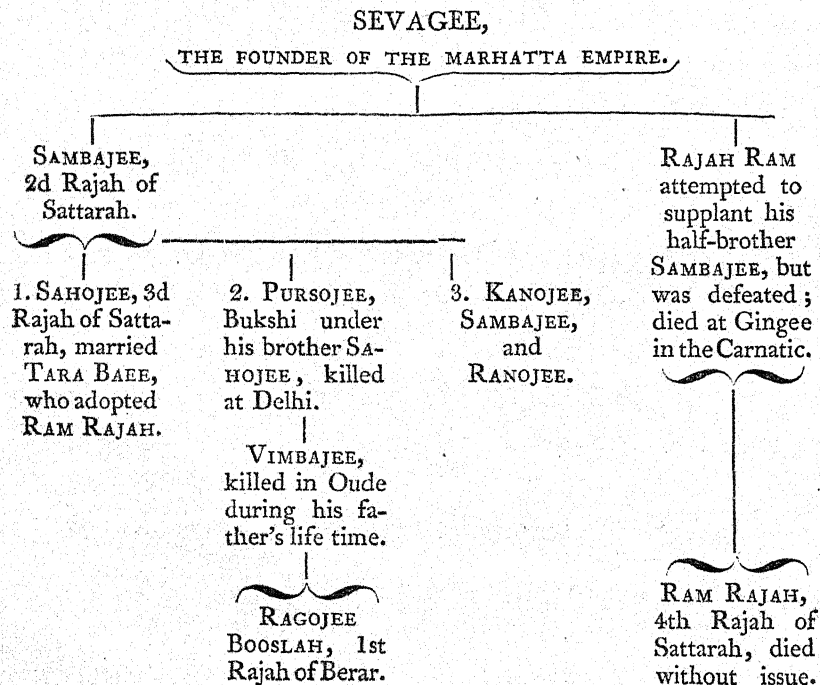 SEVAGEE,
THE FOUNDER OF THE MARHATTA EMPIRE.
SAMBAJEE,
2d Rajah of
Sattarah.
RAJAH RAM
attempted to
supplant his
half-brother
SAMBAJEE, but
was defeated;
died at Gingee
in the Carnatic.
1. SAHOJEE, 3d
Rajah of Satta-
rah, married
TARA BAEE,
who adopted
RAM RAJAH.
2. PURSOJEE,
Bukshi under
his brother SA-
HOJEE, killed
at Delhi.
3. KANOJEE,
SAMBAJEE,
and
RANOJEE.
VIMBAJEE,
killed in Oude
during his fa-
ther's life time.
RAGOJEE
BOOSLAH, 1st
Rajah of Berar.
RAM RAJAH,
4th Rajah of
Sattarah, died
without issue.